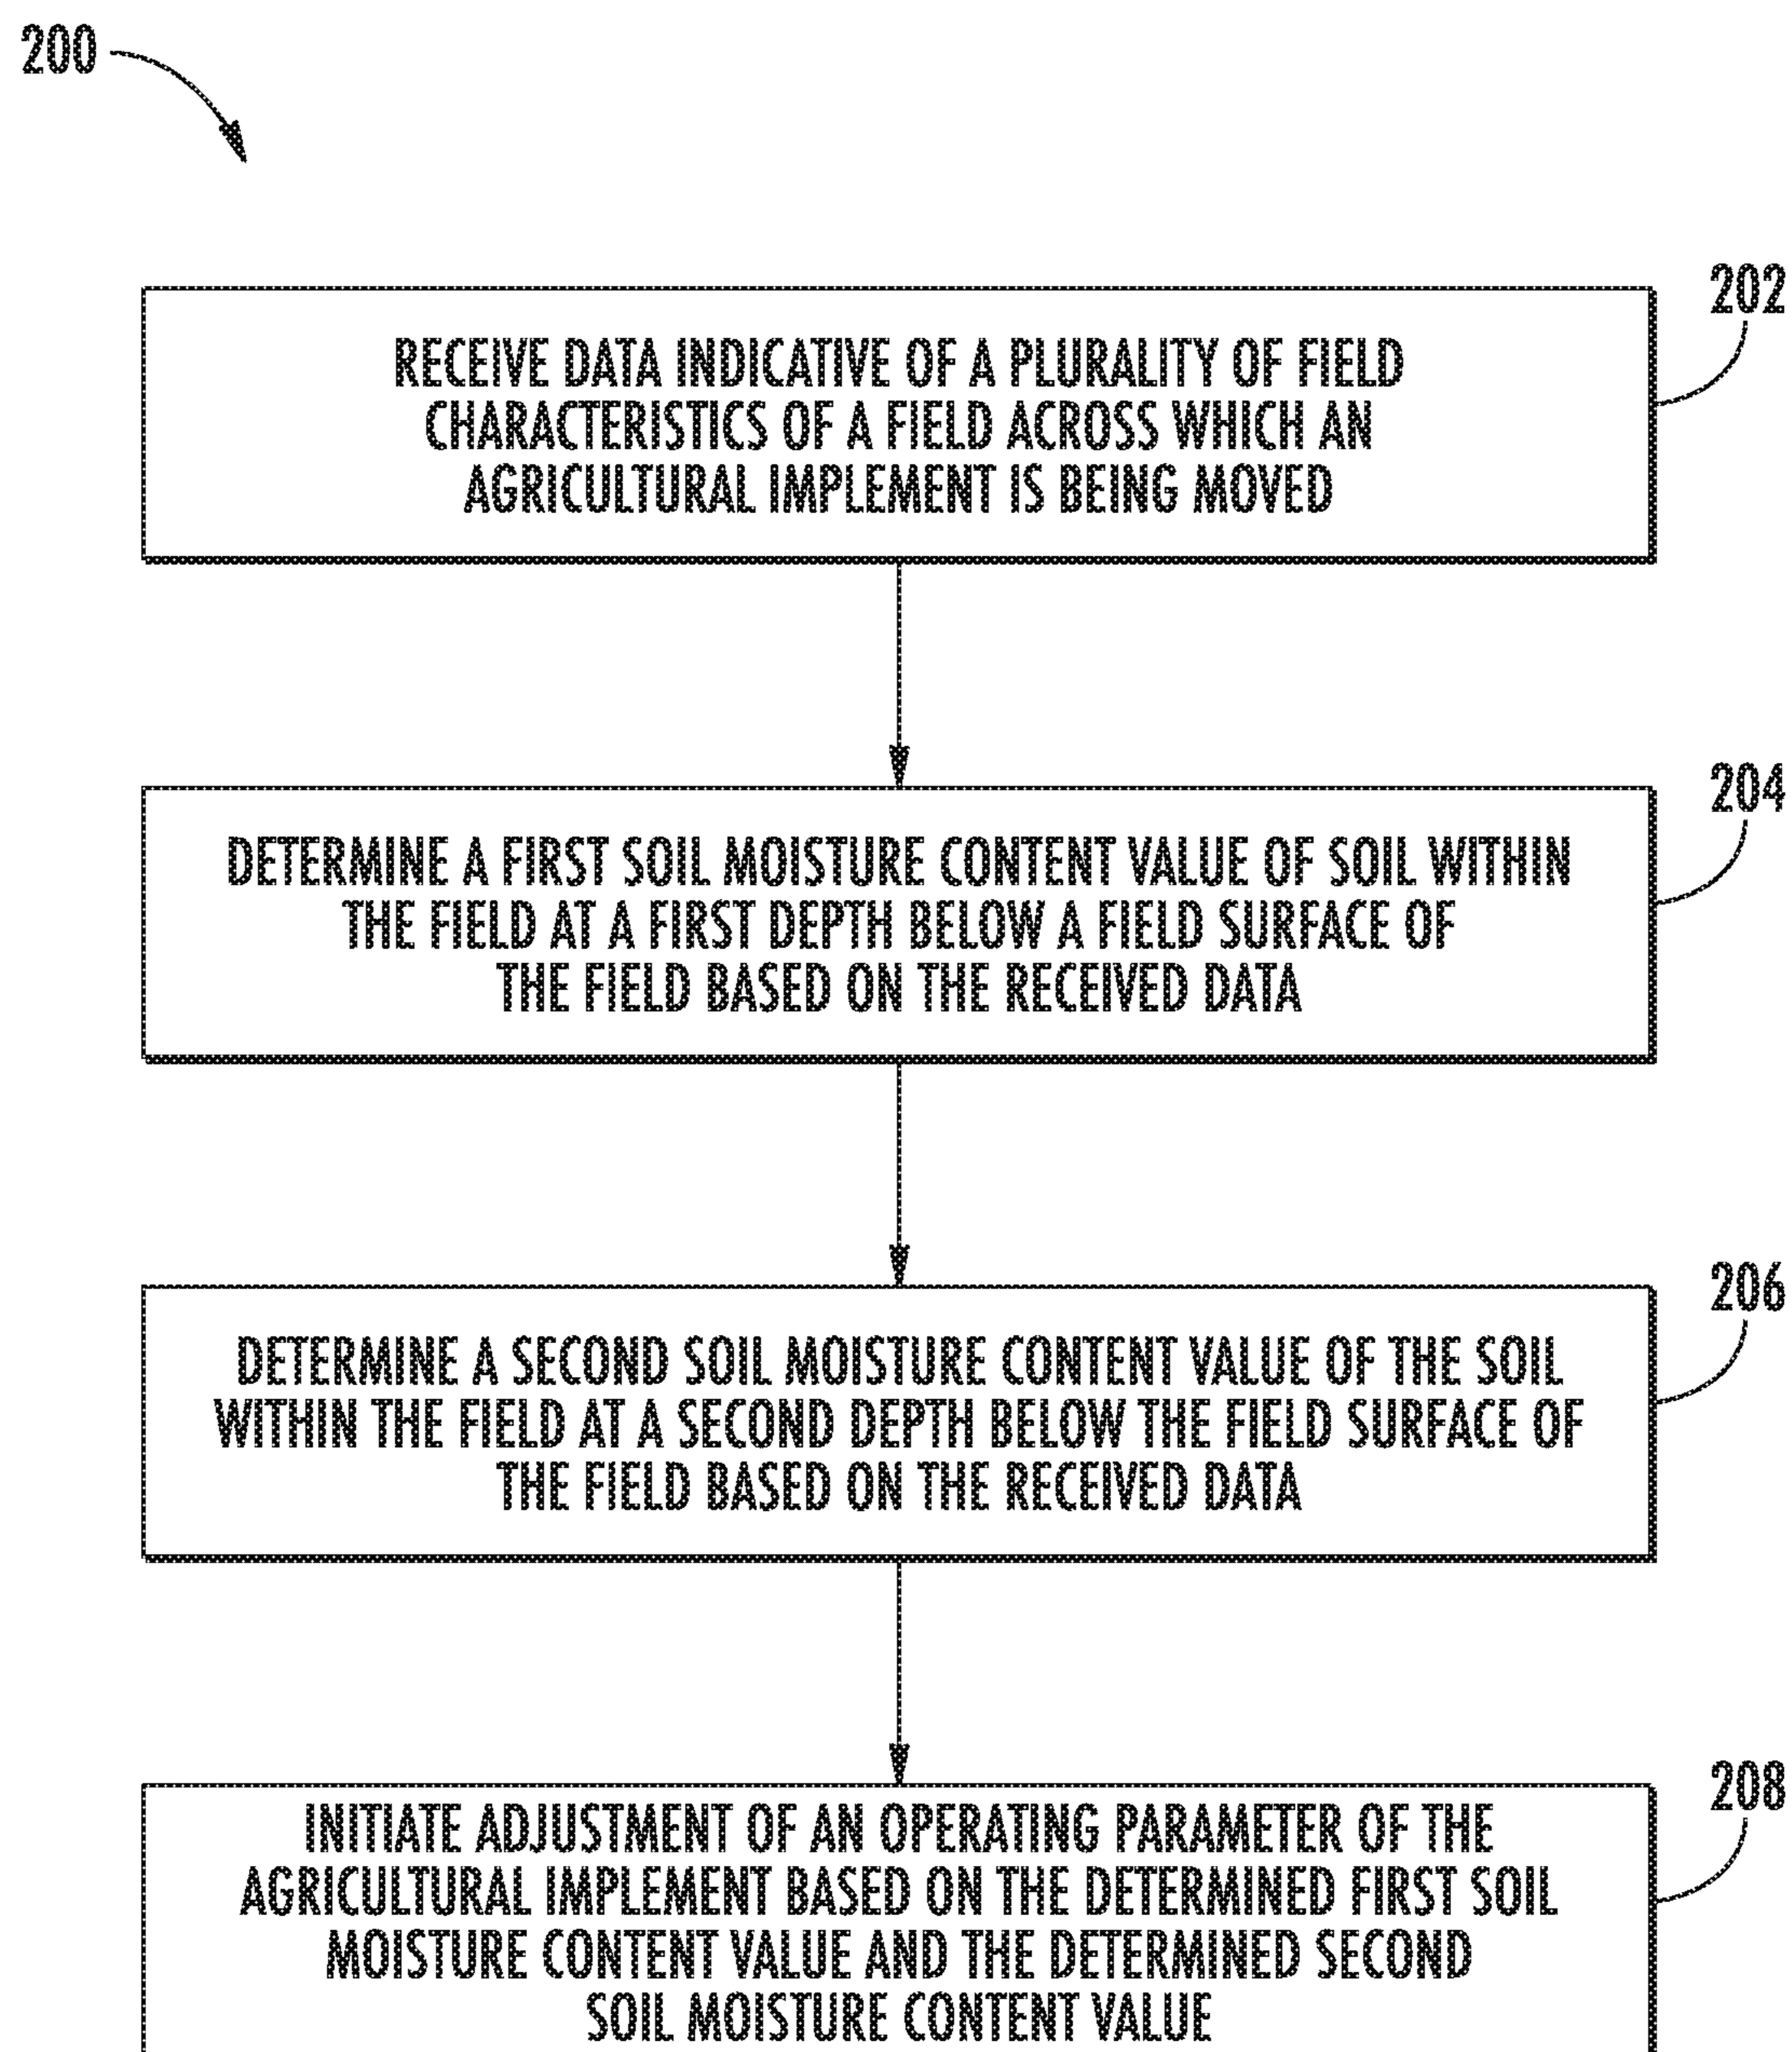 200
202
RECEIVE DATA INDICATIVE OF A PLURALITY OF FIELD
CHARACTERISTICS OF A FIELD ACROSS WHICH AN
AGRICULTURAL IMPLEMENT IS BEING MOVED
204
DETERMINE A FIRST SOIL MOISTURE CONTENT VALUE OF SOIL WITHIN
THE FIELD AT A FIRST DEPTH BELOW A FIELD SURFACE OF
THE FIELD BASED ON THE RECEIVED DATA
206
DETERMINE A SECOND SOIL MOISTURE CONTENT VALUE OF THE SOIL
WITHIN THE FIELD AT A SECOND DEPTH BELOW THE FIELD SURFACE OF
THE FIELD BASED ON THE RECEIVED DATA
208
INITIATE ADJUSTMENT OF AN OPERATING PARAMETER OF THE
AGRICULTURAL IMPLEMENT BASED ON THE DETERMINED FIRST SOIL
MOISTURE CONTENT VALUE AND THE DETERMINED SECOND
SOIL MOISTURE CONTENT VALUE